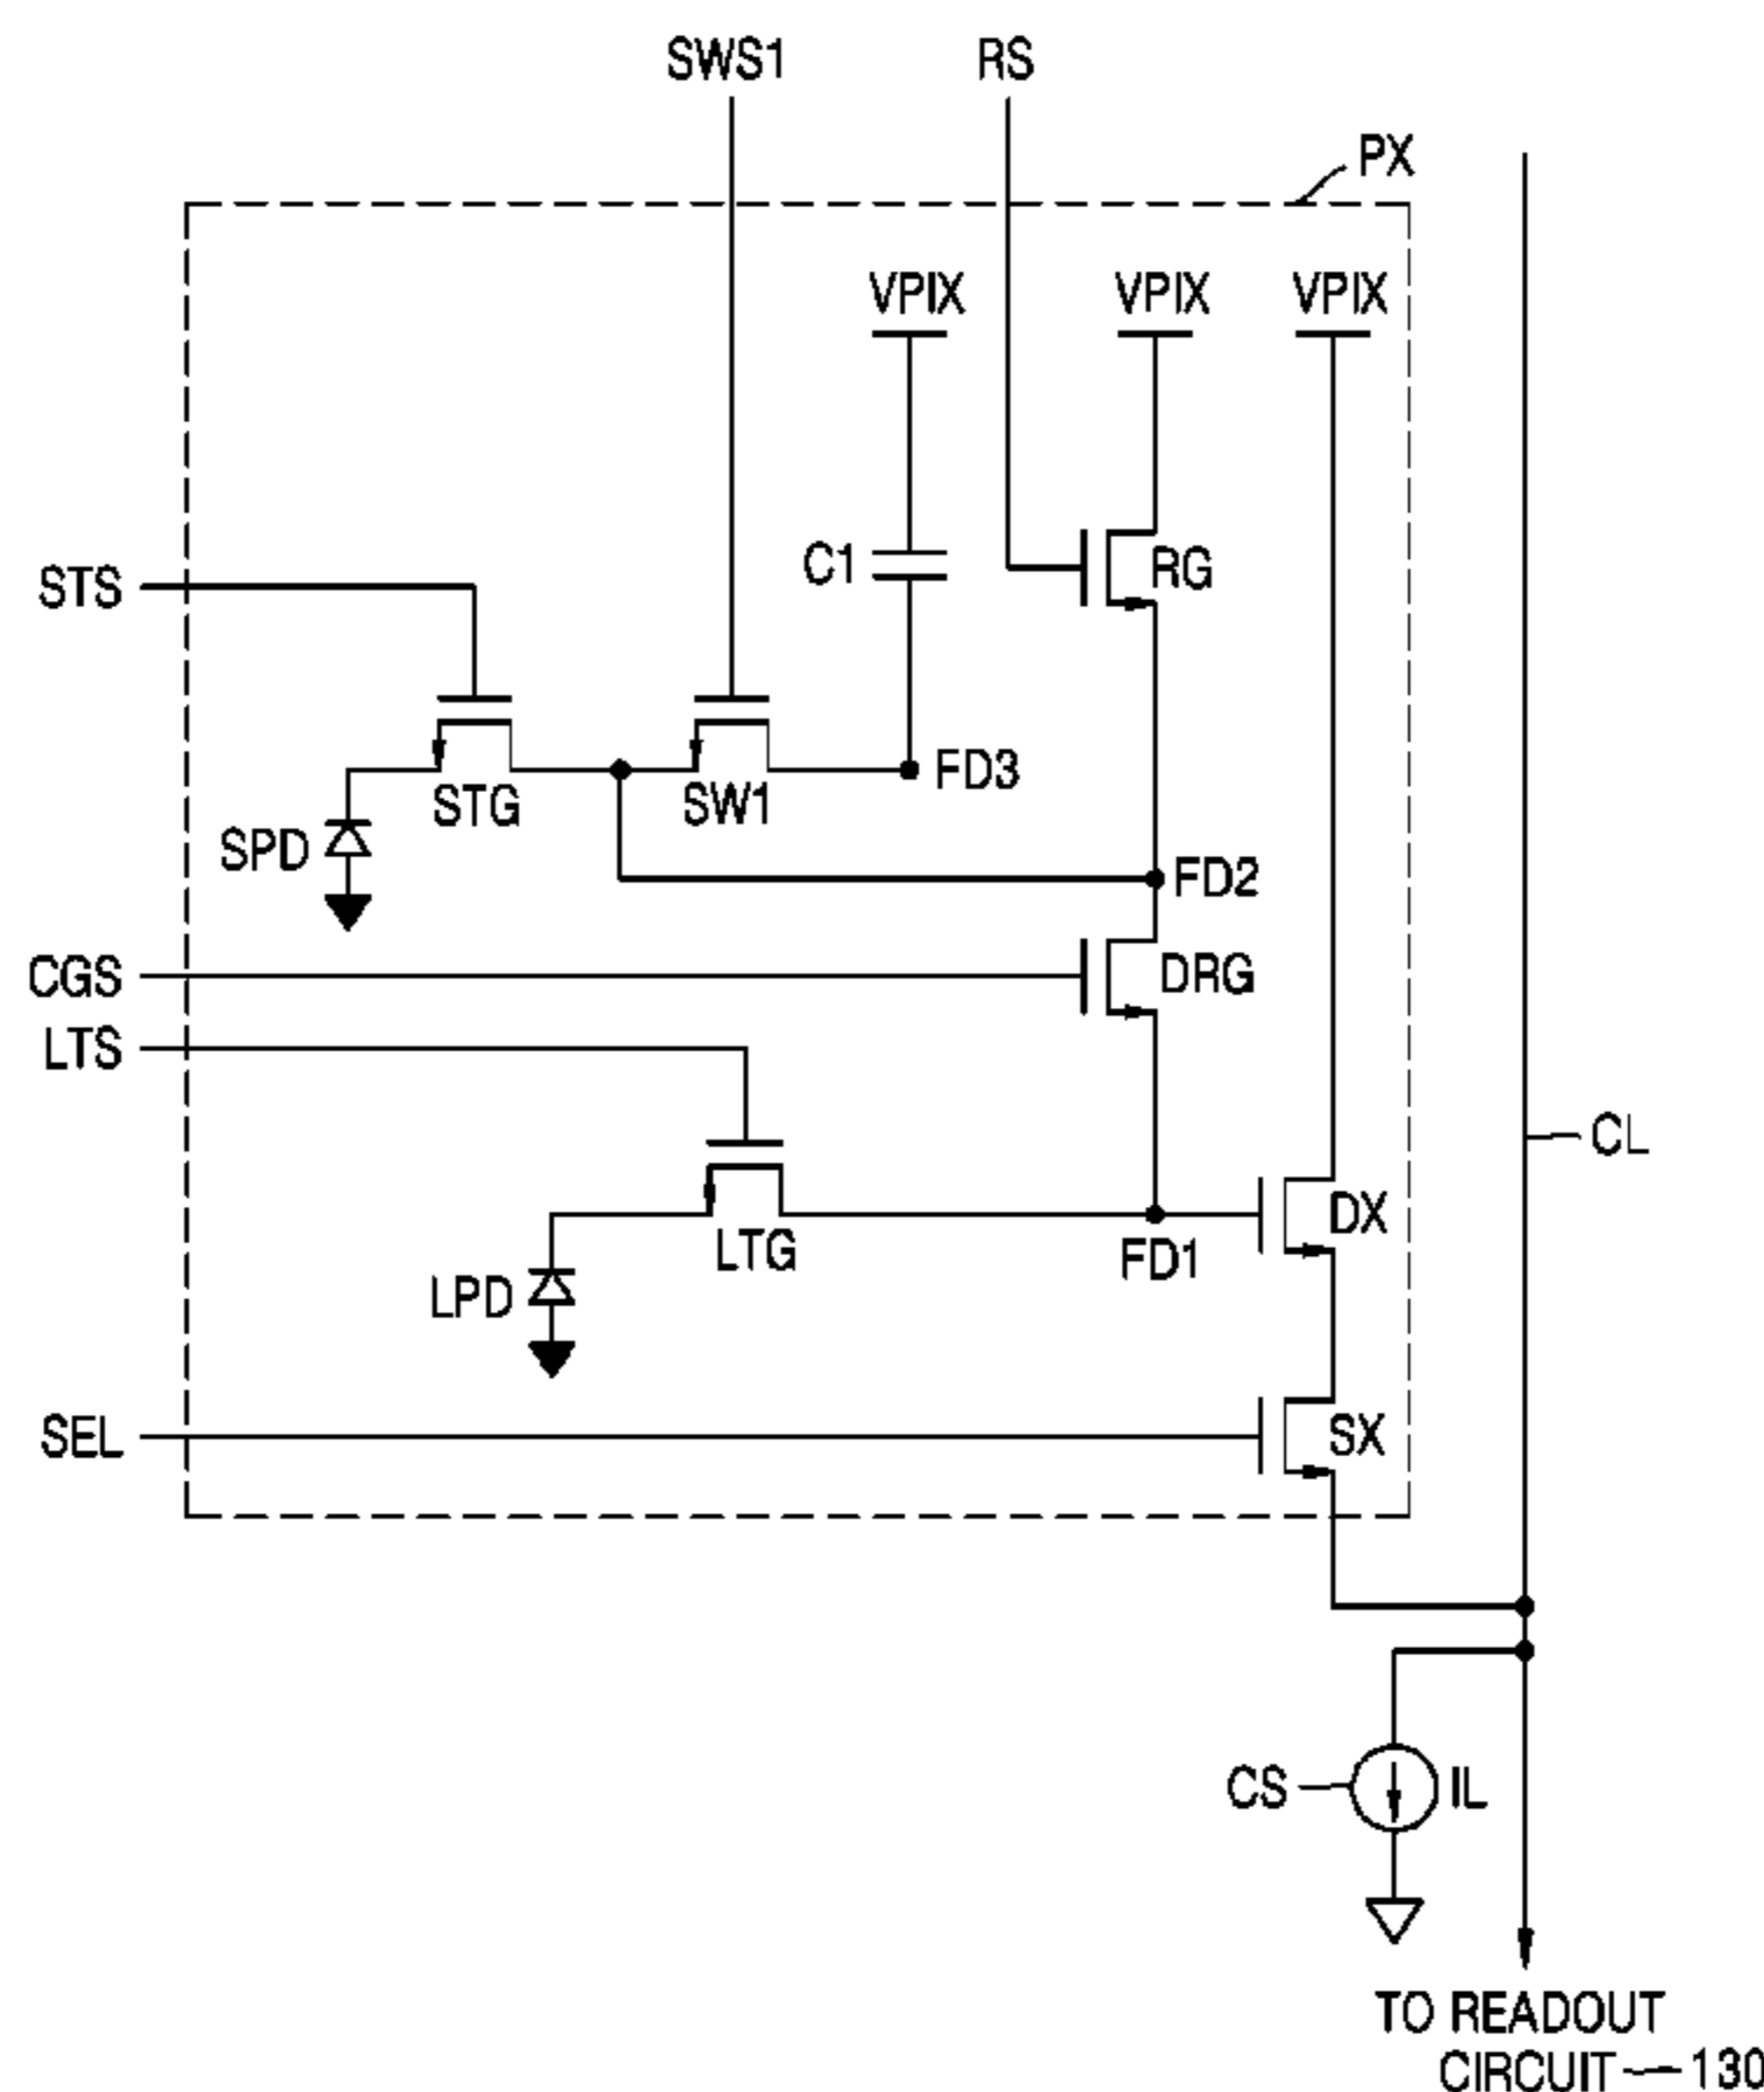 SWS1
RS
PX
VPIX
VPIX
VPIX
C1
RG
STS
STG
SW1
FD3
SPD
FD2
CGS
DRG
LTS
CL
LTG
FD1
DX
LPD
SEL
SX
CS
IL
TO READOUT
CIRCUIT 130